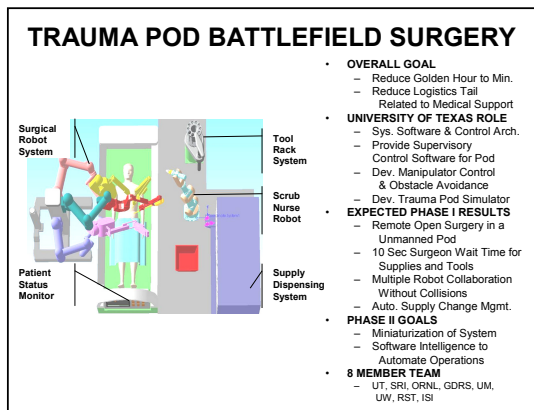 TRAUMA POD BATTLEFIELD SURGERY
Surgical
Robot
System
Patient
Status
Monitor
Tool
Rack
System
Scrub
Nurse
Robot
Supply
Dispensing
System
• OVERALL GOAL
– Reduce Golden Hour to Min.
– Reduce Logistics Tail
Related to Medical Support
• UNIVERSITY OF TEXAS ROLE
– Sys. Software & Control Arch.
– Provide Supervisory
Control Software for Pod
– Dev. Manipulator Control
& Obstacle Avoidance
– Dev. Trauma Pod Simulator
• EXPECTED PHASE I RESULTS
– Remote Open Surgery in a
Unmanned Pod
– 10 Sec Surgeon Wait Time for
Supplies and Tools
– Multiple Robot Collaboration
Without Collisions
– Auto. Supply Change Mgmt.
• PHASE II GOALS
– Miniaturization of System
– Software Intelligence to
Automate Operations
• 8 MEMBER TEAM
– UT, SRI, ORNL, GDRS, UM,
UW, RST, ISI